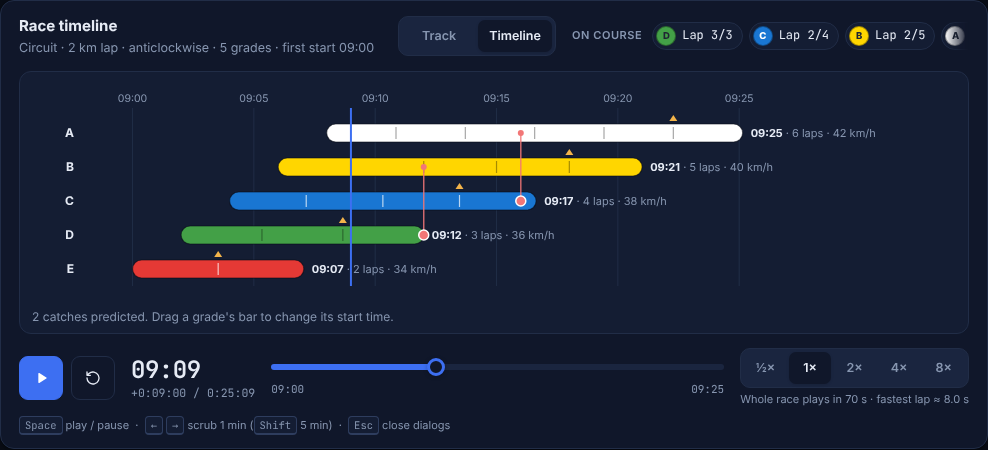 Race timeline
Circuit · 2 km lap · anticlockwise · 5 grades · first start 09:00
Track
Timeline
ON COURSE
D Lap 3/3
C Lap 2/4
B Lap 2/5
A
09:00 09:05 09:10 09:15 09:20 09:25
A 09:25 · 6 laps · 42 km/h
B 09:21 · 5 laps · 40 km/h
C 09:17 · 4 laps · 38 km/h
D 09:12 · 3 laps · 36 km/h
E 09:07 · 2 laps · 34 km/h
2 catches predicted. Drag a grade's bar to change its start time.
09:09
+0:09:00 / 0:25:09
09:00 09:25
½× 1× 2× 4× 8×
Whole race plays in 70 s · fastest lap ≈ 8.0 s
Space play / pause · ← → scrub 1 min (Shift 5 min) · Esc close dialogs